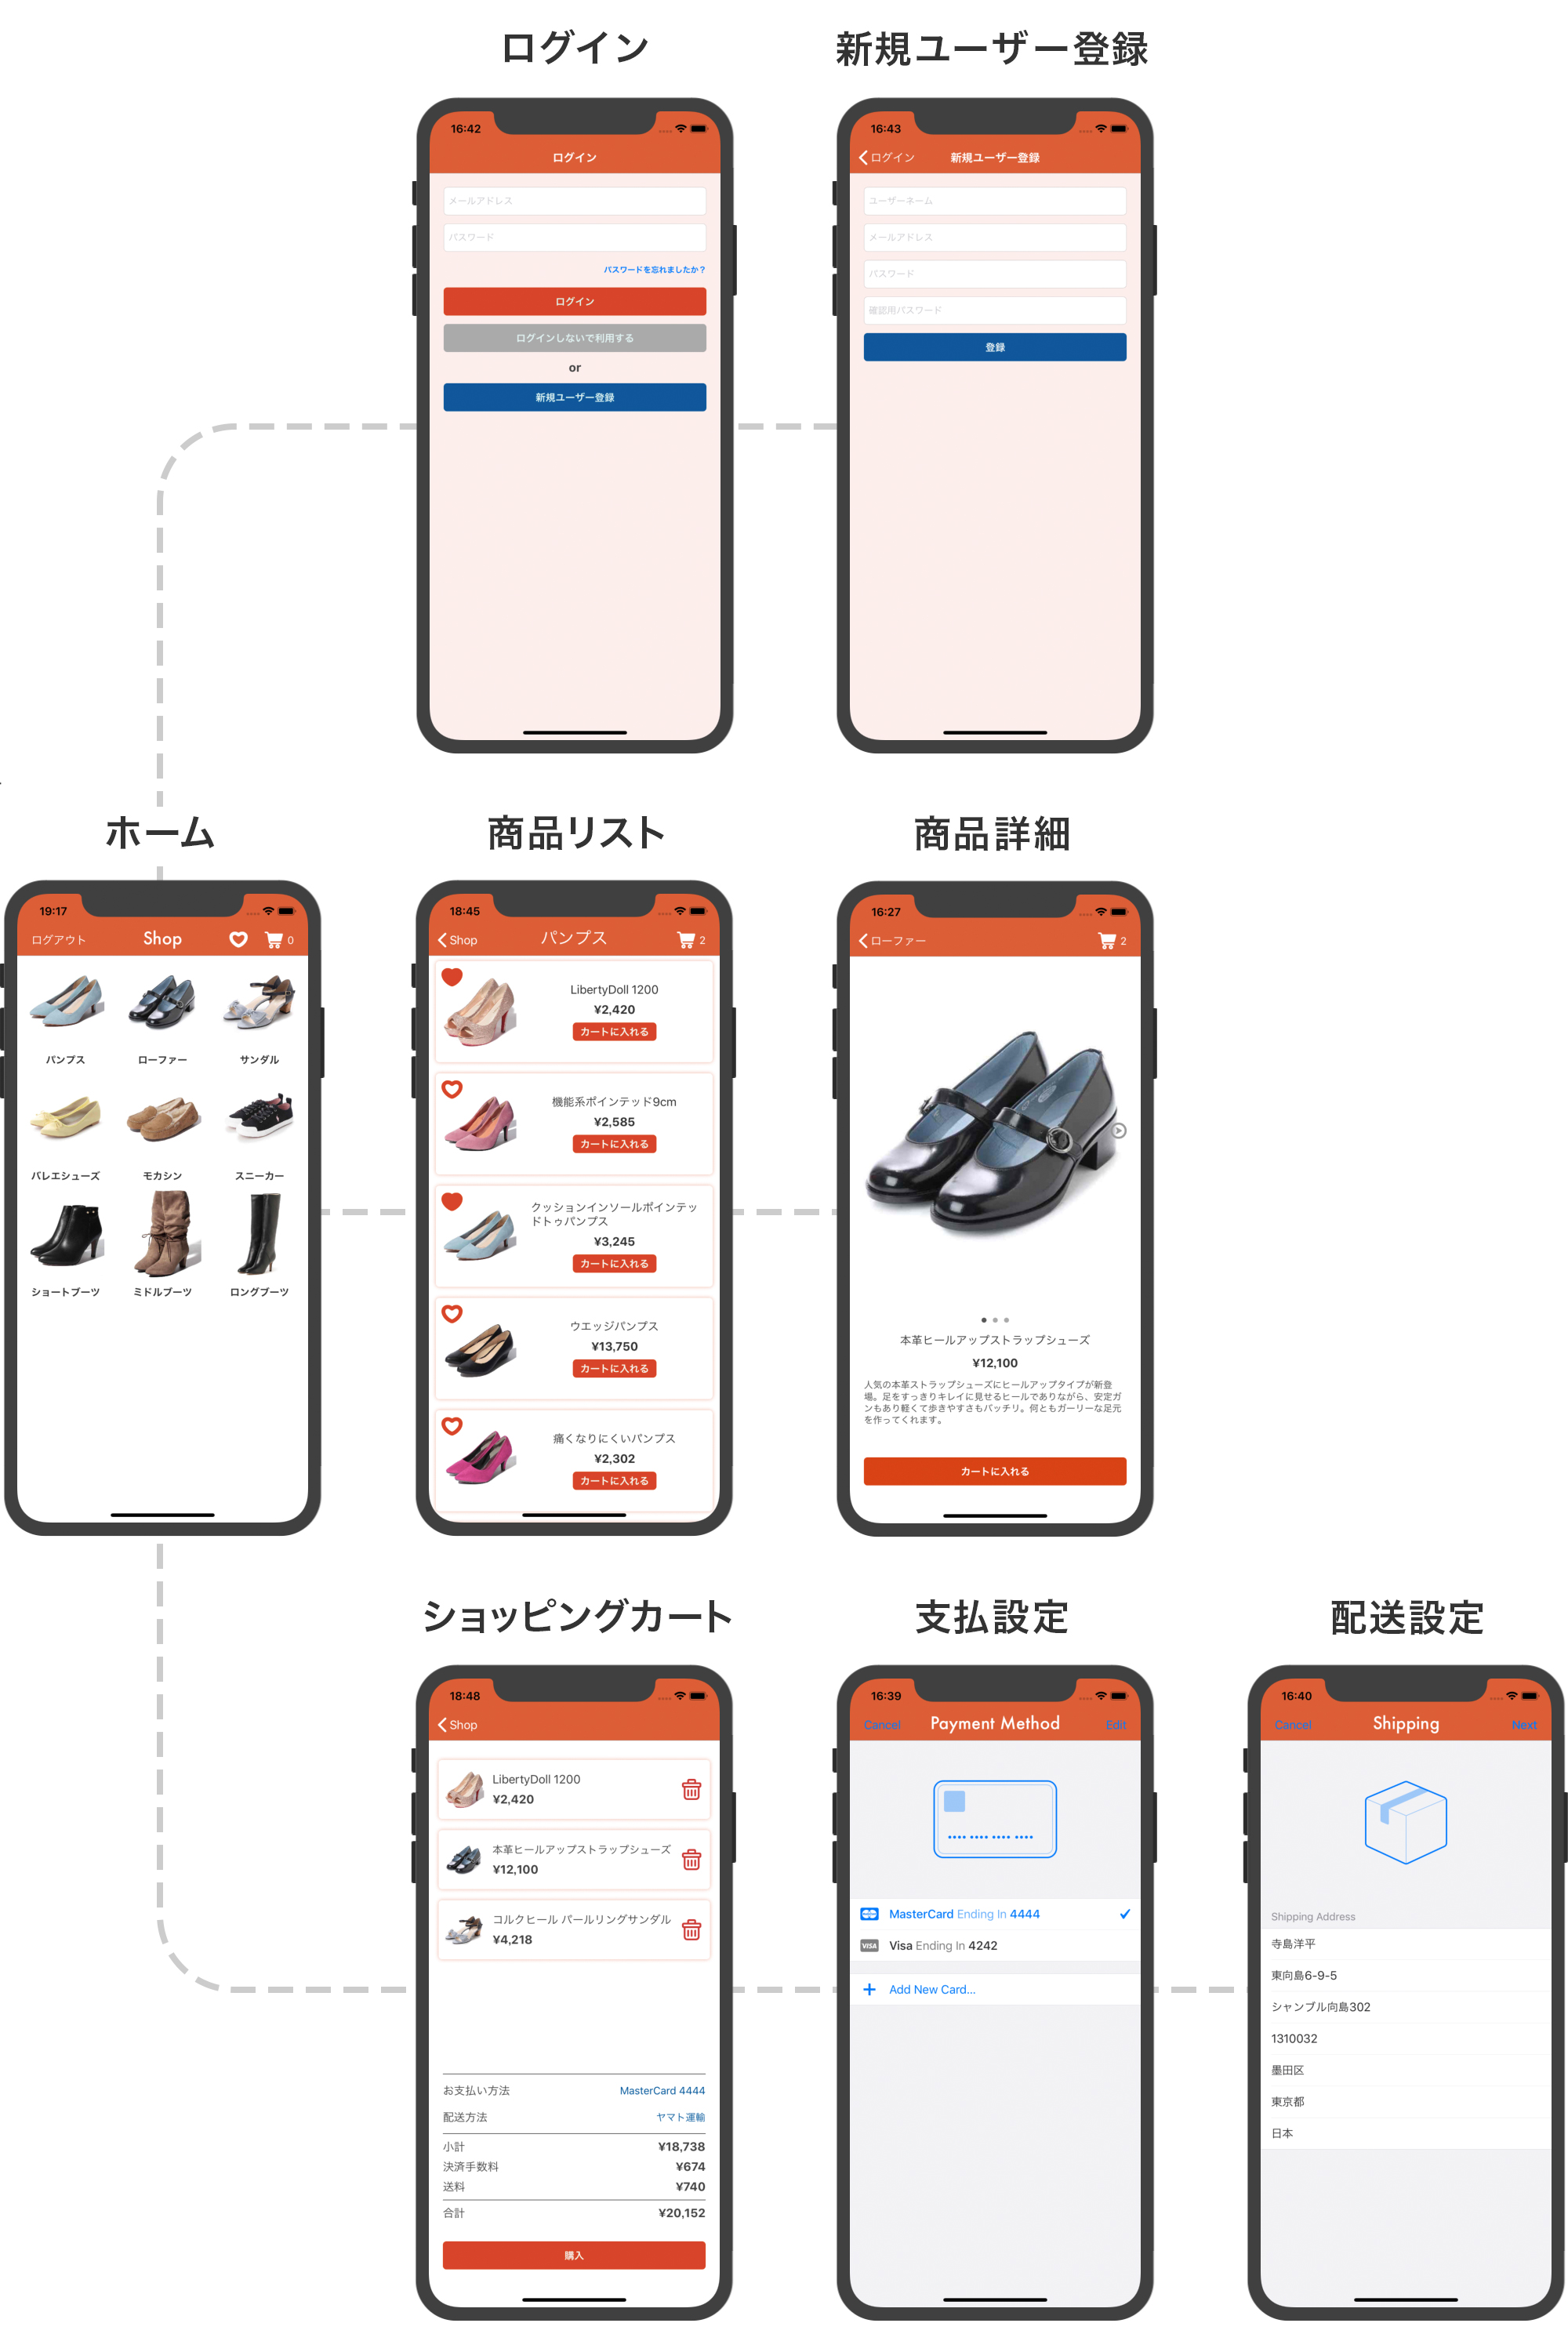 ログイン
16:42
ログイン
メールアドレス
パスワード
パスワードを忘れましたか？
ログイン
ログインしないで利用する
or
新規ユーザー登録
新規ユーザー登録
16:43
ログイン
新規ユーザー登録
ユーザーネーム
メールアドレス
パスワード
確認用パスワード
登録
ホーム
19:17
ログアウト Shop 0
パンプス ローファー サンダル
バレエシューズ モカシン スニーカー
ショートブーツ ミドルブーツ ロングブーツ
商品リスト
18:45
Shop パンプス 2
LibertyDoll 1200
¥2,420
カートに入れる
機能系ポインテッド9cm
¥2,585
カートに入れる
クッションインソールポインテッ
ドトゥパンプス
¥3,245
カートに入れる
ウエッジパンプス
¥13,750
カートに入れる
痛くなりにくいパンプス
¥2,302
カートに入れる
商品詳細
16:27
ローファー 2
本革ヒールアップストラップシューズ
¥12,100
人気の本革ストラップシューズにヒールアップタイプが新登
場。足をすっきりキレイに見せるヒールでありながら、安定ガ
ンもあり軽くて歩きやすさもバッチリ。何ともガーリーな足元
を作ってくれます。
カートに入れる
ショッピングカート
18:48
Shop
LibertyDoll 1200
¥2,420
本革ヒールアップストラップシューズ
¥12,100
コルクヒール パールリングサンダル
¥4,218
お支払い方法 MasterCard 4444
配送方法 ヤマト運輸
小計 ¥18,738
決済手数料 ¥674
送料 ¥740
合計 ¥20,152
購入
支払設定
16:39
Cancel Payment Method Edit
MasterCard Ending In 4444
VISA Visa Ending In 4242
Add New Card...
配送設定
16:40
Cancel Shipping Next
Shipping Address
寺島洋平
東向島6-9-5
シャンブル向島302
1310032
墨田区
東京都
日本